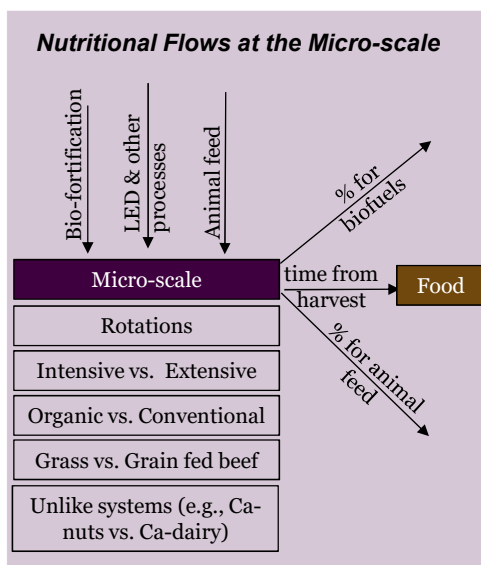 Nutritional Flows at the Micro-scale
Bio-fortification
LED & other
processes
Animal feed
% for
biofuels
Micro-scale
time from
harvest
Food
% for animal
feed
Rotations
Intensive vs. Extensive
Organic vs. Conventional
Grass vs. Grain fed beef
Unlike systems (e.g., Ca-
nuts vs. Ca-dairy)